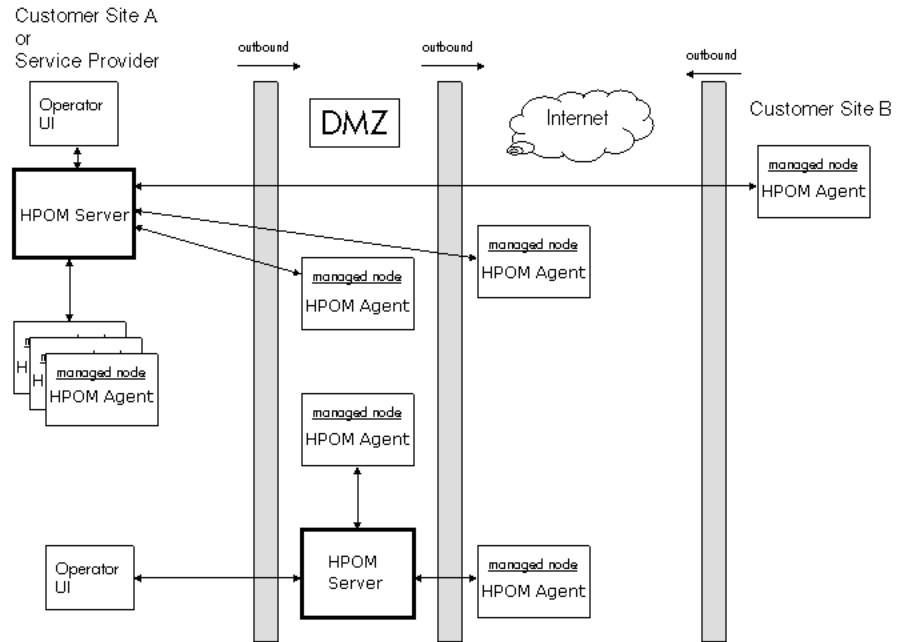 Customer Site A
or
Service Provider
outbound
outbound
outbound
Operator
UI
DMZ
Internet
Customer Site B
managed node
HPOM Agent
HPOM Server
managed node
HPOM Agent
managed node
HPOM Agent
m
H
m
H
managed node
HPOM Agent
managed node
HPOM Agent
Operator
UI
HPOM
Server
managed node
HPOM Agent